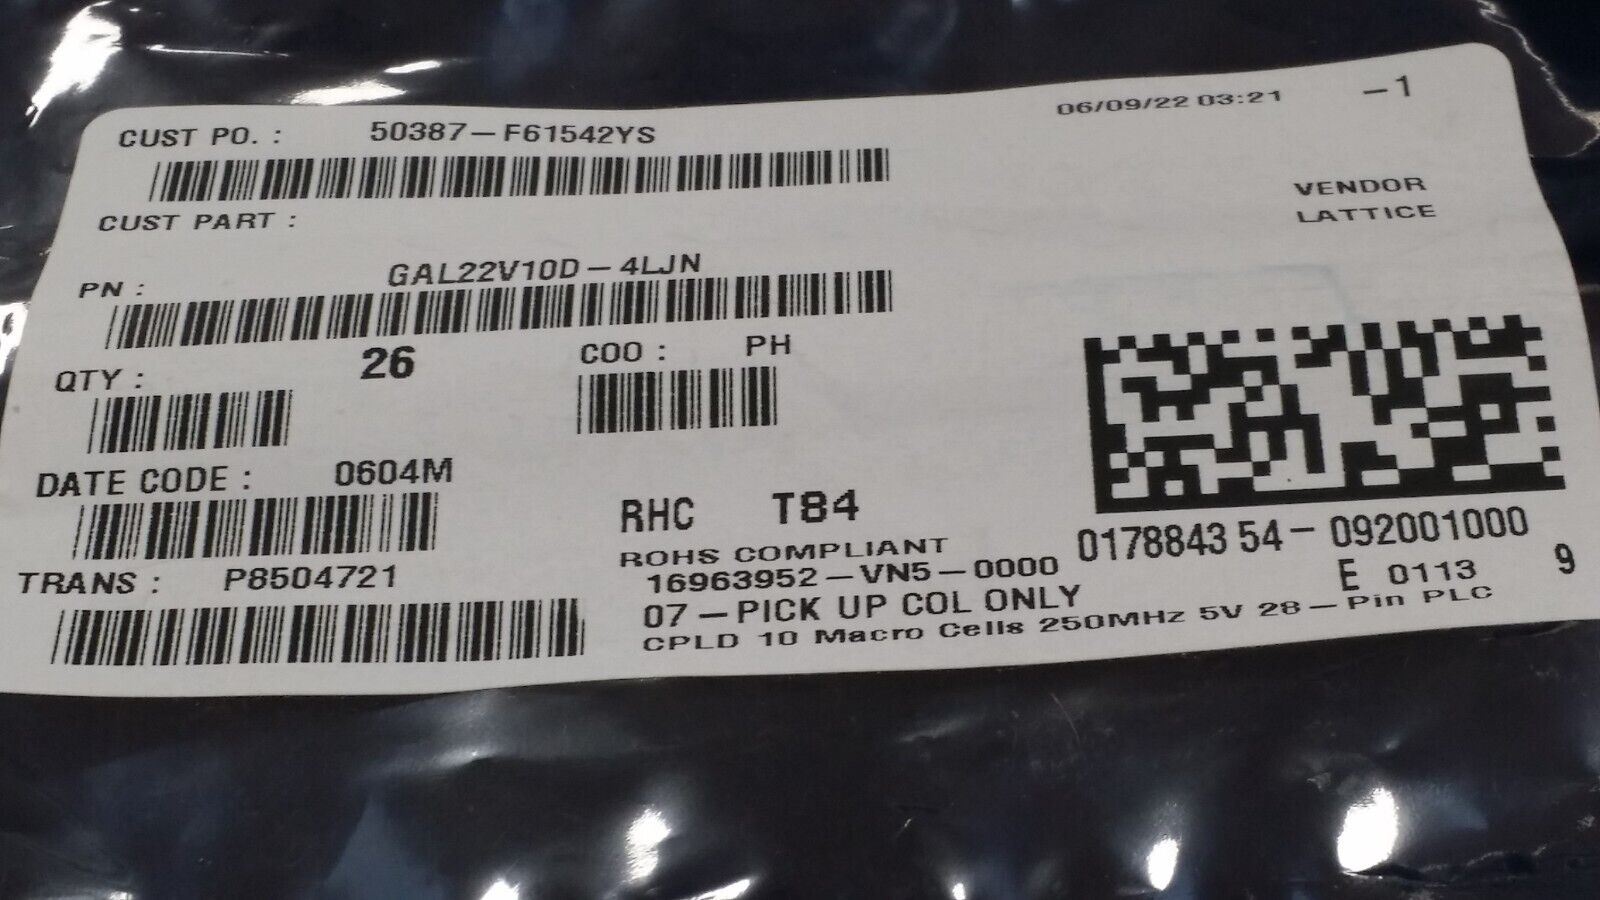 06/09/22 03:21 -1
CUST PO. : 50387-F61542YS
VENDOR
LATTICE
CUST PART :
PN : GAL22V10D-4LJN
QTY : 26
COO : PH
DATE CODE : 0604M
RHC T84
ROHS COMPLIANT
TRANS : P8504721
16963952-VN5-0000
017884354-092001000
E 0113 9
07-PICK UP COL ONLY
CPLD 10 Macro Cells 250MHz 5V 28-Pin PLC